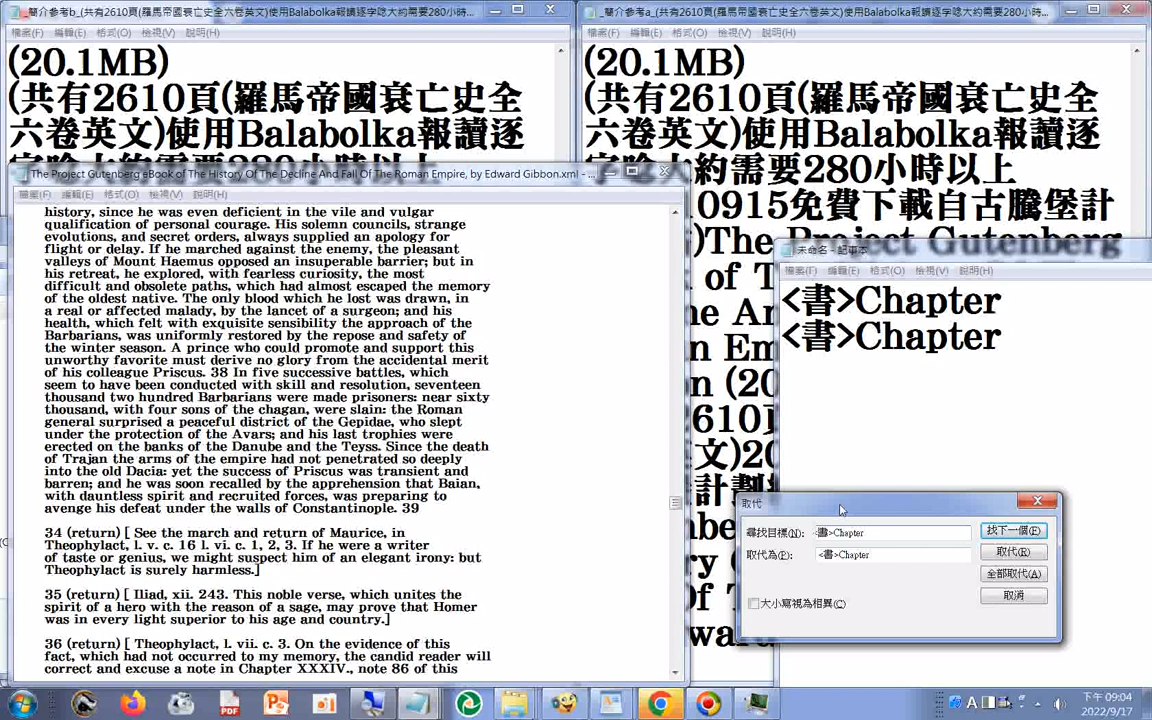 _簡介參考b_(共有2610頁(羅馬帝國衰亡史全六卷英文)使用Balabolka報讀逐字唸大約需要280小時...
檔案(F) 編輯(E) 格式(O) 檢視(V) 說明(H)
(20.1MB)
(共有2610頁(羅馬帝國衰亡史全
六卷英文)使用Balabolka報讀逐
_簡介參考a_(共有2610頁(羅馬帝國衰亡史全六卷英文)使用Balabolka報讀逐字唸大約需要280小時...
檔案(F) 編輯(E) 格式(O) 檢視(V) 說明(H)
(20.1MB)
(共有2610頁(羅馬帝國衰亡史全
六卷英文)使用Balabolka報讀逐
約需要280小時以上
0915免費下載自古騰堡計
)The Project Gutenberg
The Project Gutenberg eBook of The History Of The Decline And Fall Of The Roman Empire, by Edward Gibbon.xml - ...
檔案(F) 編輯(E) 格式(O) 檢視(V) 說明(H)
history, since he was even deficient in the vile and vulgar
qualification of personal courage. His solemn councils, strange
evolutions, and secret orders, always supplied an apology for
flight or delay. If he marched against the enemy, the pleasant
valleys of Mount Haemus opposed an insuperable barrier; but in
his retreat, he explored, with fearless curiosity, the most
difficult and obsolete paths, which had almost escaped the memory
of the oldest native. The only blood which he lost was drawn, in
a real or affected malady, by the lancet of a surgeon; and his
health, which felt with exquisite sensibility the approach of the
Barbarians, was uniformly restored by the repose and safety of
the winter season. A prince who could promote and support this
unworthy favorite must derive no glory from the accidental merit
of his colleague Priscus. 38 In five successive battles, which
seem to have been conducted with skill and resolution, seventeen
thousand two hundred Barbarians were made prisoners: near sixty
thousand, with four sons of the chagan, were slain: the Roman
general surprised a peaceful district of the Gepidae, who slept
under the protection of the Avars; and his last trophies were
erected on the banks of the Danube and the Teyss. Since the death
of Trajan the arms of the empire had not penetrated so deeply
into the old Dacia: yet the success of Priscus was transient and
barren; and he was soon recalled by the apprehension that Baian,
with dauntless spirit and recruited forces, was preparing to
avenge his defeat under the walls of Constantinople. 39
34 (return) [ See the march and return of Maurice, in
Theophylact, l. v. c. 16 l. vi. c. 1, 2, 3. If he were a writer
of taste or genius, we might suspect him of an elegant irony: but
Theophylact is surely harmless.]
35 (return) [ Iliad, xii. 243. This noble verse, which unites the
spirit of a hero with the reason of a sage, may prove that Homer
was in every light superior to his age and country.]
36 (return) [ Theophylact, l. vii. c. 3. On the evidence of this
fact, which had not occurred to my memory, the candid reader will
correct and excuse a note in Chapter XXXIV., note 86 of this
未命名 - 記事本
檔案(F) 編輯(E) 格式(O) 檢視(V) 說明(H)
<書>Chapter
<書>Chapter
取代
尋找目標(N): <書>Chapter 找下一個(F)
取代為(P): <書>Chapter 取代(R)
全部取代(A)
大小寫視為相異(C) 取消
下午 09:04
2022/9/17